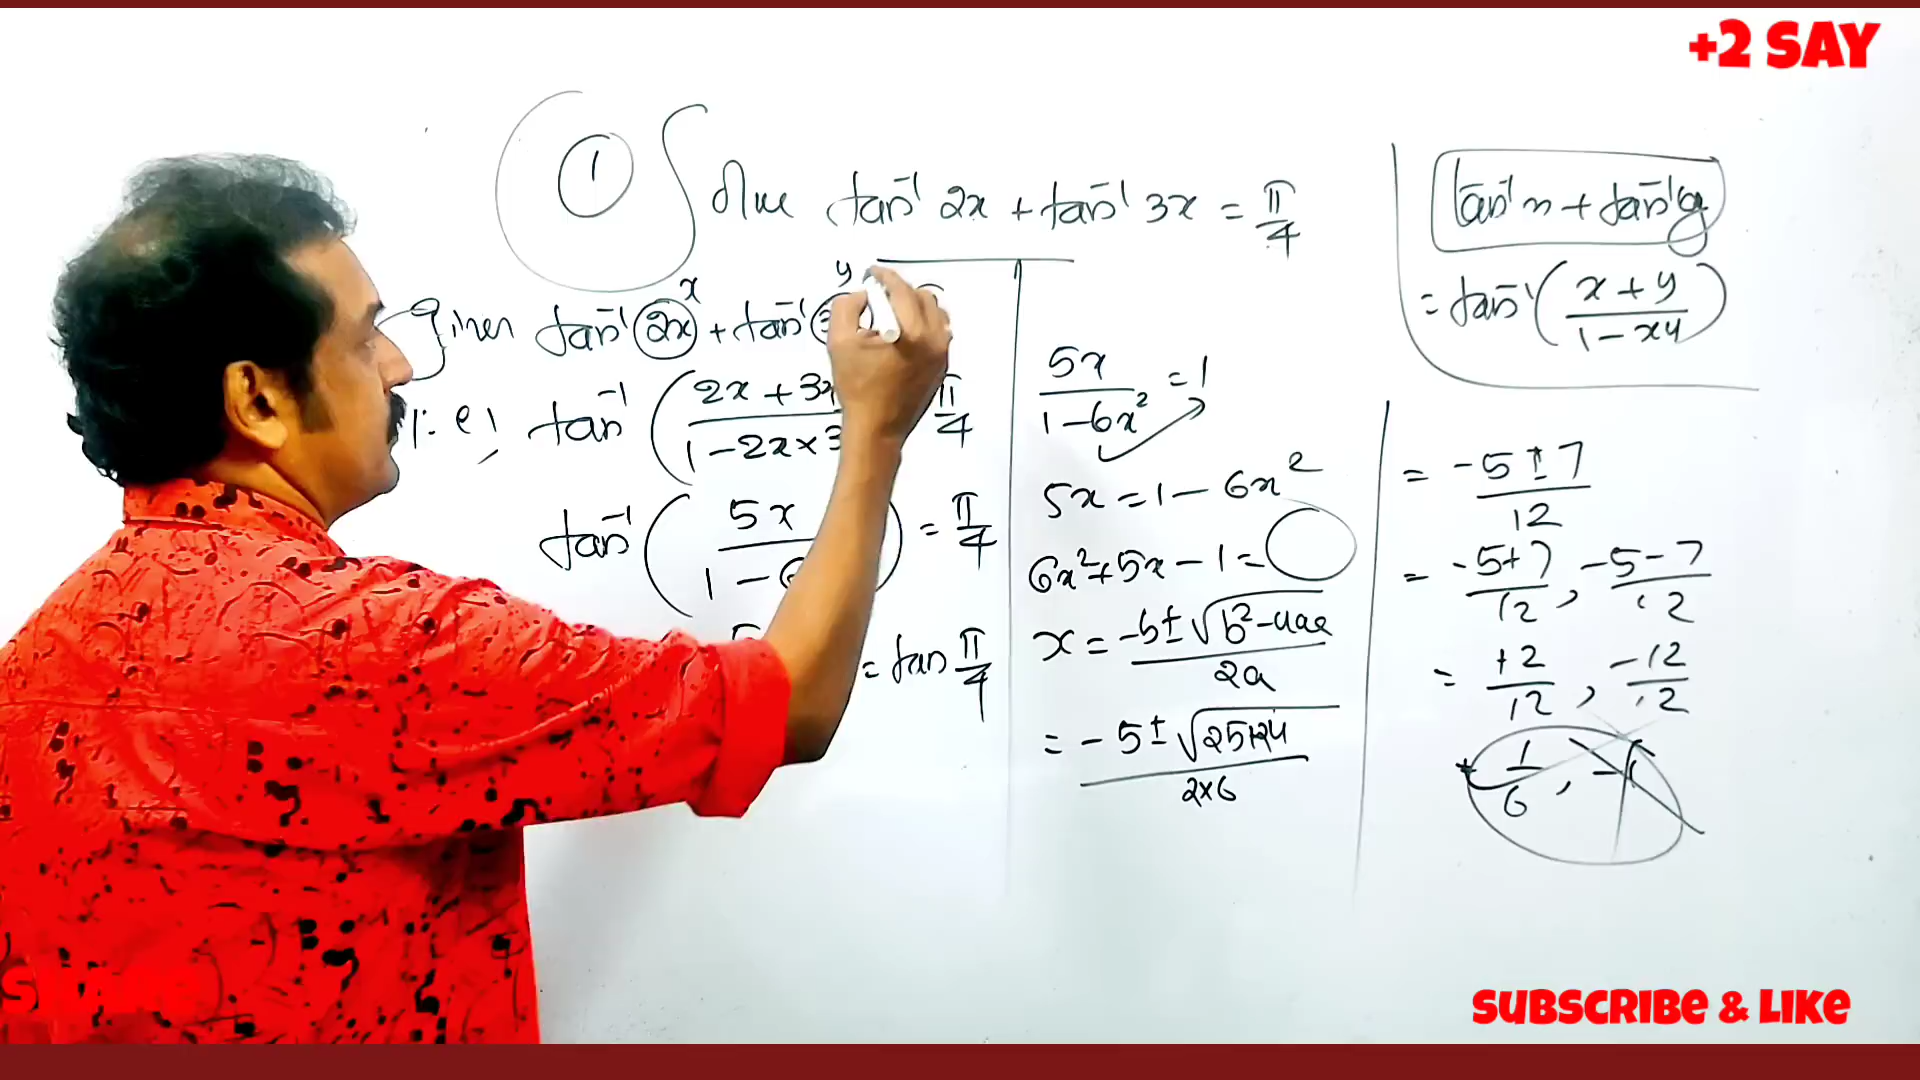 +2 SAY
1
Solve tan⁻¹ 2x + tan⁻¹ 3x = π/4
Given tan⁻¹ 2x + tan⁻¹
x
y
i.e, tan⁻¹ (2x + 3x / 1 - 2x × 3 π/4
tan⁻¹ (5x / 1 - 6 ) = π/4
= tan π/4
5x / 1 - 6x² = 1
5x = 1 - 6x²
6x² + 5x - 1 = 0
x = -b ± √b² - 4ac / 2a
= -5 ± √25+24 / 2×6
tan⁻¹ x + tan⁻¹ y
= tan⁻¹ (x + y / 1 - xy)
= -5 ± 7 / 12
= -5+7 / 12 , -5-7 / 12
= +2 / 12 , -12 / 12
1/6 , -1
SUBSCRIBE & LIKE